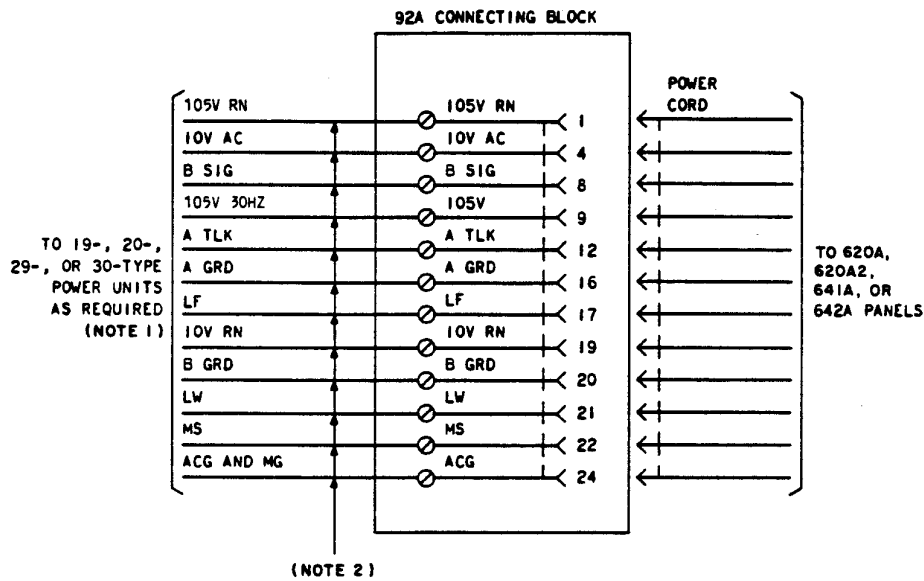 92A CONNECTING BLOCK
POWER
CORD
105V RN 105V RN 1
10V AC 10V AC 4
B SIG B SIG 8
105V 30HZ 105V 9
A TLK A TLK 12
A GRD A GRD 16
LF LF 17
10V RN 10V RN 19
B GRD B GRD 20
LW LW 21
MS MS 22
ACG AND MG ACG 24
TO 19-, 20-,
29-, OR 30-TYPE
POWER UNITS
AS REQUIRED
(NOTE 1)
TO 620A,
620A2,
641A, OR
642A PANELS
(NOTE 2)